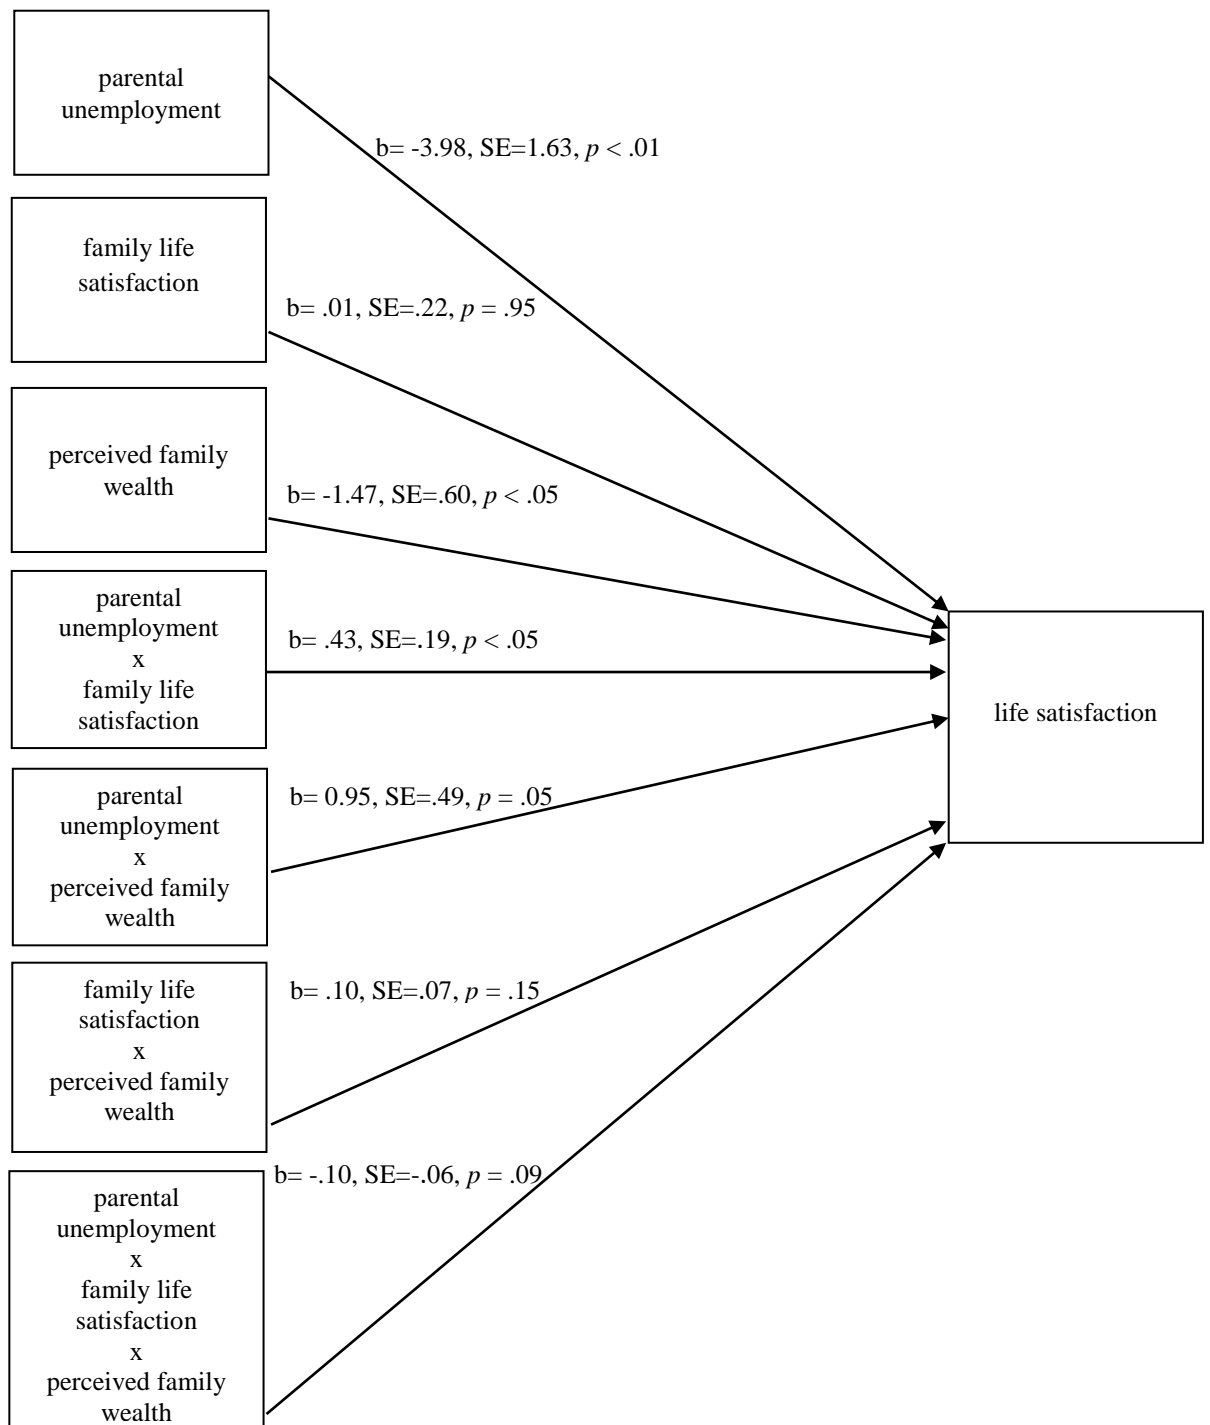 parental
unemployment
b= -3.98, SE=1.63, p < .01
family life
satisfaction
b= .01, SE=.22, p = .95
perceived family
wealth
b= -1.47, SE=.60, p < .05
parental
unemployment
x
family life
satisfaction
b= .43, SE=.19, p < .05
life satisfaction
parental
unemployment
x
perceived family
wealth
b= 0.95, SE=.49, p = .05
family life
satisfaction
x
perceived family
wealth
b= .10, SE=.07, p = .15
parental
unemployment
x
family life
satisfaction
x
perceived family
wealth
b= -.10, SE=-.06, p = .09